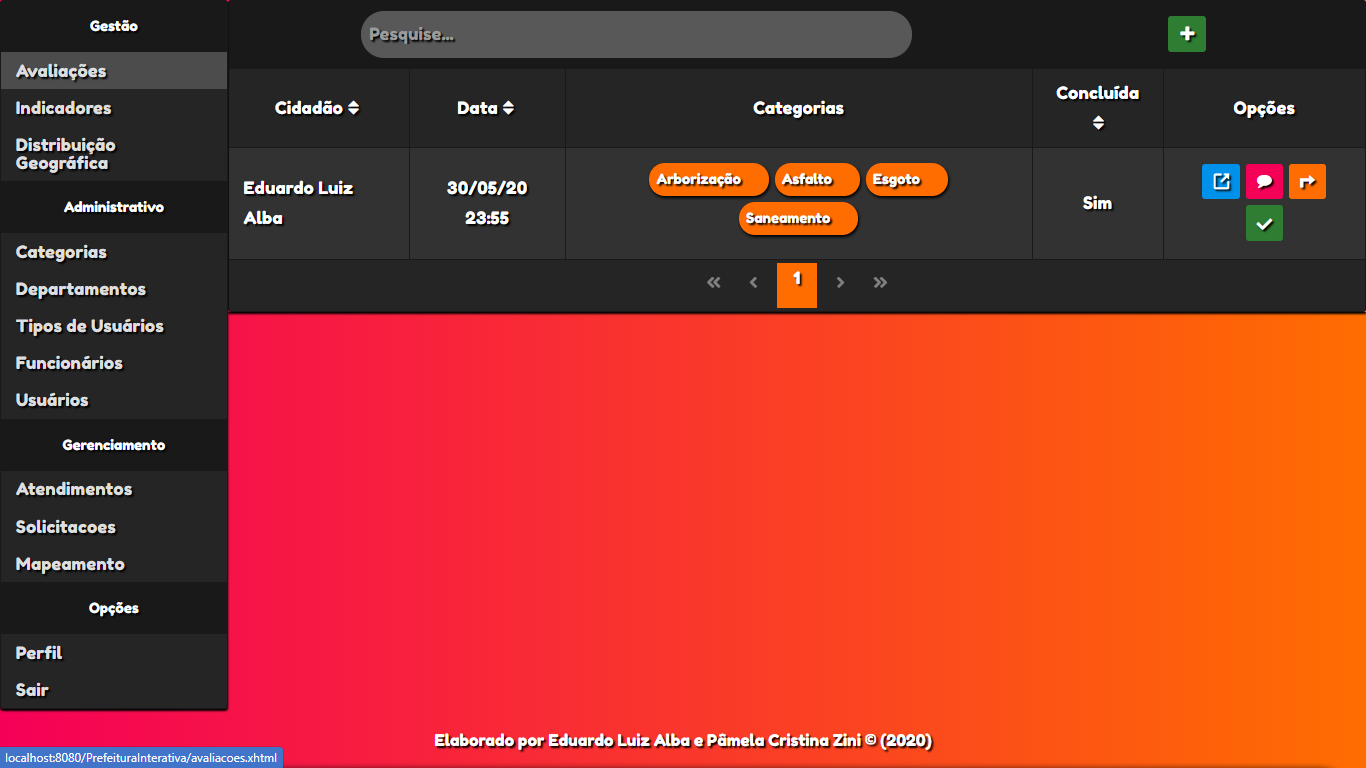 Gestão
Avaliações
Indicadores
Distribuição
Geográfica
Administrativo
Categorias
Departamentos
Tipos de Usuários
Funcionários
Usuários
Gerenciamento
Atendimentos
Solicitacoes
Mapeamento
Opções
Perfil
Sair
Pesquise...
Cidadão
Data
Categorias
Concluída
Opções
Eduardo Luiz
Alba
30/05/20
23:55
Arborização Asfalto Esgoto
Saneamento
Sim
1
Elaborado por Eduardo Luiz Alba e Pâmela Cristina Zini © (2020)
localhost:8080/PrefeituraInterativa/avaliacoes.xhtml